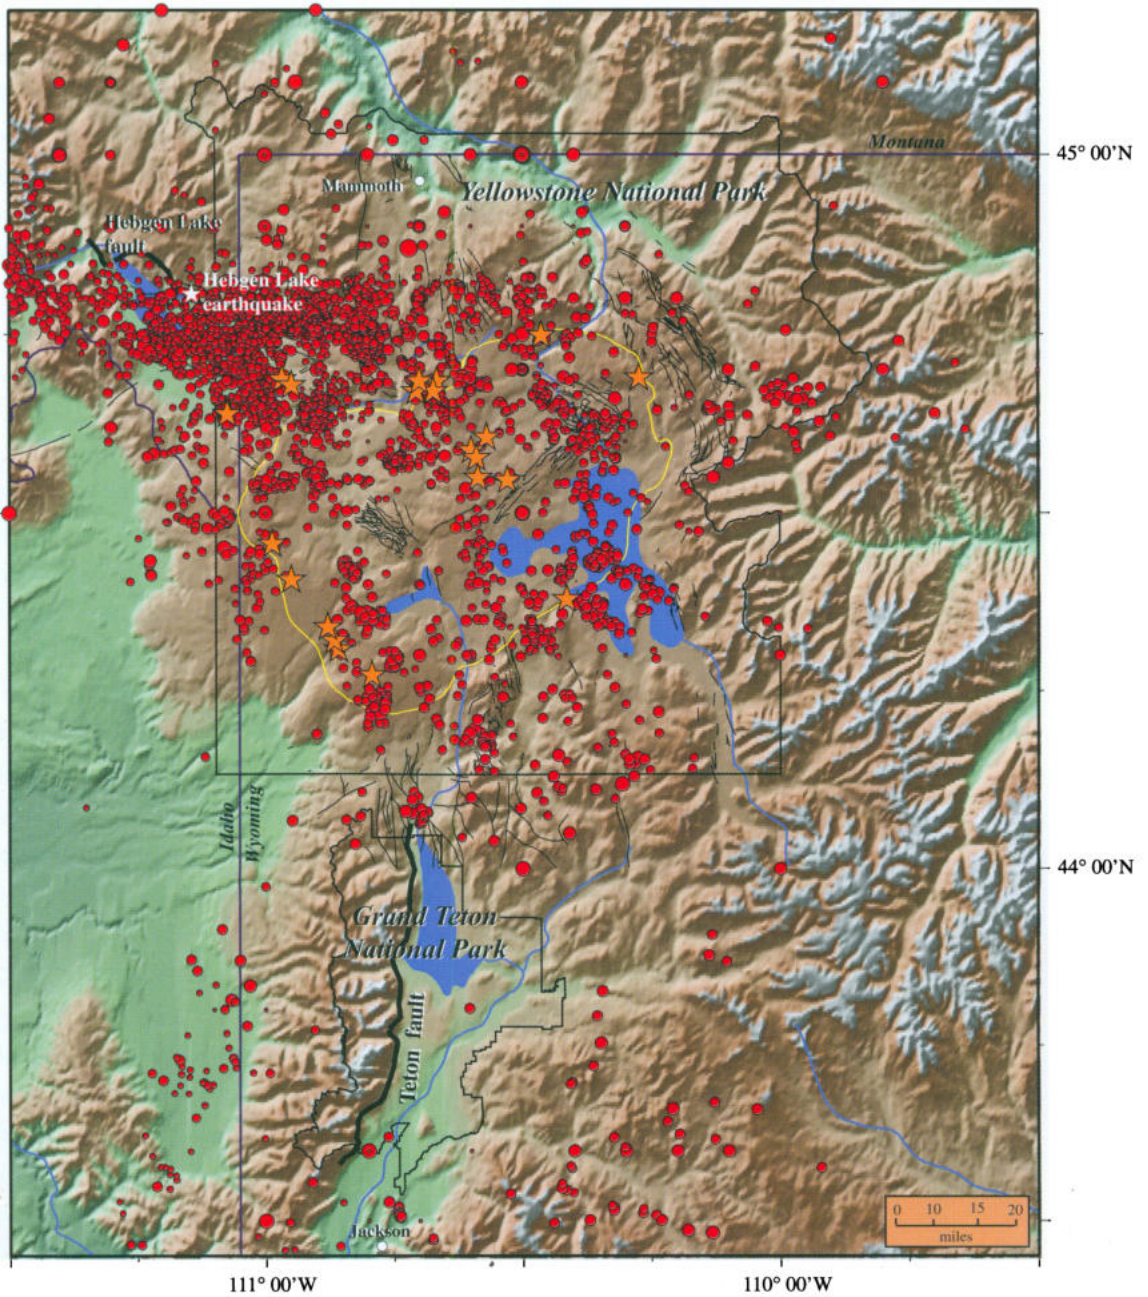 Montana
45° 00'N
Mammoth
Yellowstone National Park
Hebgen Lake
fault
Hebgen Lake
earthquake
Idaho
Wyoming
44° 00'N
Grand Teton
National Park
Teton fault
0 10 15 20
miles
Jackson
111° 00'W
110° 00'W